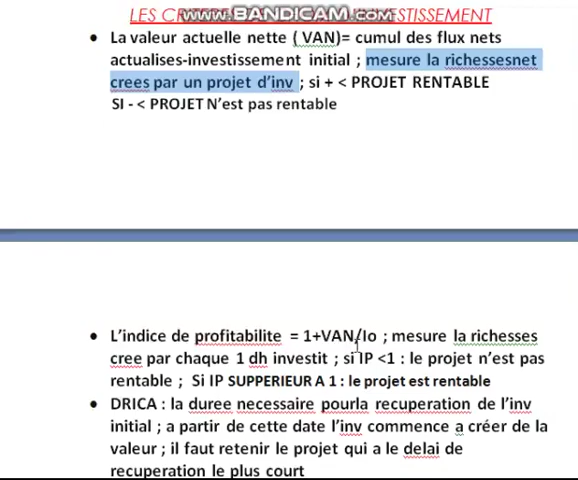 LES CR www.BANDICAM.com ESTISSEMENT
• La valeur actuelle nette ( VAN)= cumul des flux nets
actualises-investissement initial ; mesure la richessesnet
crees par un projet d’inv ; si + < PROJET RENTABLE
SI - < PROJET N’est pas rentable
• L’indice de profitabilite = 1+VAN/Io ; mesure la richesses
cree par chaque 1 dh investit ; si IP <1 : le projet n’est pas
rentable ; Si IP SUPPERIEUR A 1 : le projet est rentable
• DRICA : la duree necessaire pourla recuperation de l’inv
initial ; a partir de cette date l’inv commence a créer de la
valeur ; il faut retenir le projet qui a le delai de
recuperation le plus court